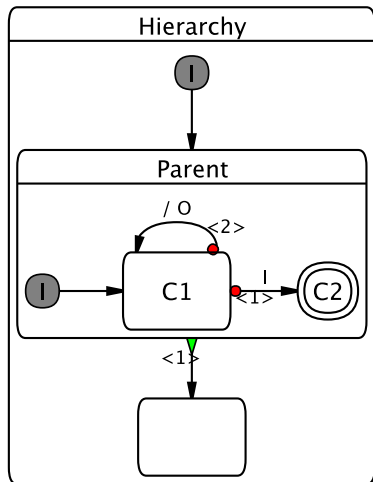 Hierarchy
I
Parent
/ O
<2>
I
C1
I
<1>
C2
<1>